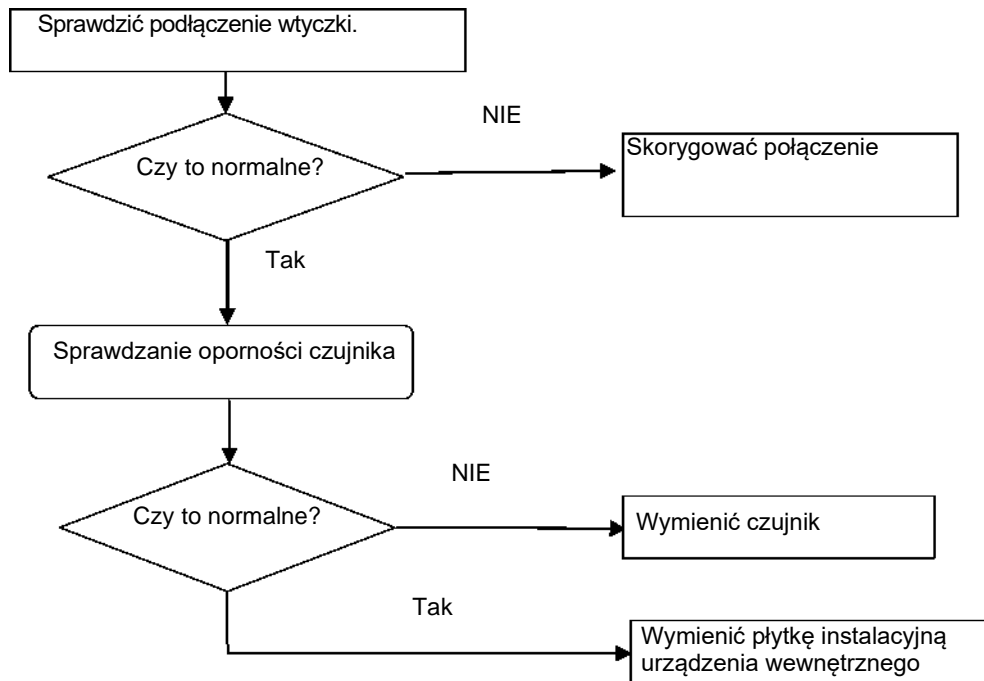 Sprawdzić podłączenie wtyczki.
NIE
Czy to normalne?
Skorygować połączenie
Tak
Sprawdzanie oporności czujnika
NIE
Czy to normalne?
Wymienić czujnik
Tak
Wymienić płytkę instalacyjną
urządzenia wewnętrznego